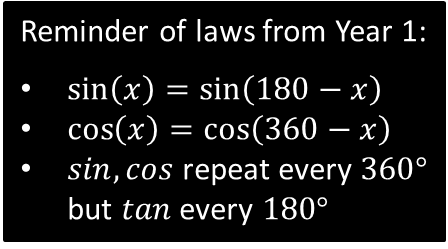 Reminder of laws from Year 1:
• sin(x) = sin(180 − x)
• cos(x) = cos(360 − x)
• sin, cos repeat every 360°
but tan every 180°